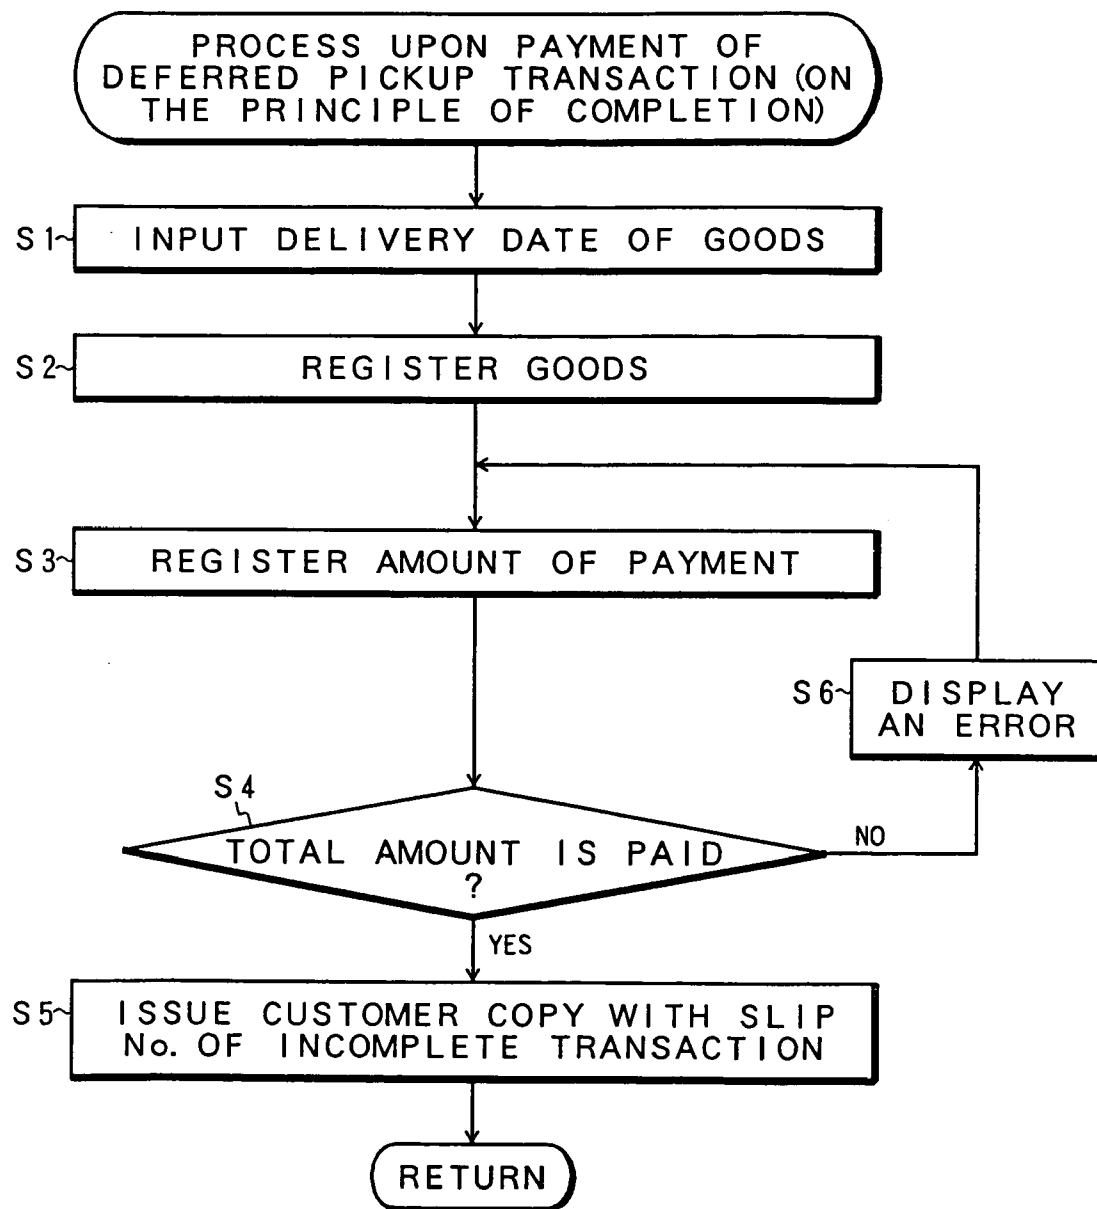 PROCESS UPON PAYMENT OF
DEFERRED PICKUP TRANSACTION (ON
THE PRINCIPLE OF COMPLETION)
S1
INPUT DELIVERY DATE OF GOODS
S2
REGISTER GOODS
S3
REGISTER AMOUNT OF PAYMENT
S6
DISPLAY
AN ERROR
S4
TOTAL AMOUNT IS PAID
?
NO
YES
S5
ISSUE CUSTOMER COPY WITH SLIP
No. OF INCOMPLETE TRANSACTION
RETURN